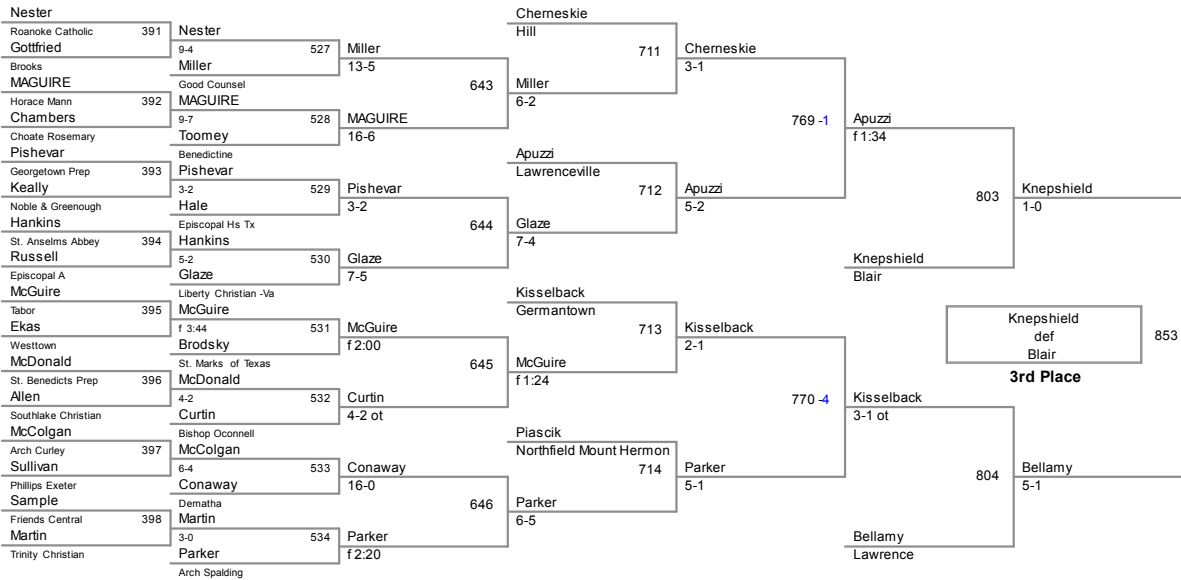 Nester
Roanoke Catholic 391
Gottfried
Brooks
MAGUIRE
Horace Mann 392
Chambers
Choate Rosemary
Pishevar
Georgetown Prep 393
Keally
Noble & Greenough
Hankins
St. Anselms Abbey 394
Russell
Episcopal A
McGuire
Tabor 395
Ekas
Westtown
McDonald
St. Benedicts Prep 396
Allen
Southlake Christian
McColgan
Arch Curley 397
Sullivan
Phillips Exeter
Sample
Friends Central 398
Martin
Trinity Christian
Nester
9-4 527
Miller
Good Counsel
MAGUIRE
9-7 528
Toomey
Benedictine
Pishevar
3-2 529
Hale
Episcopal Hs Tx
Hankins
5-2 530
Glaze
Liberty Christian -Va
McGuire
f 3:44 531
Brodsky
St. Marks of Texas
McDonald
4-2 532
Curtin
Bishop Oconnell
McColgan
6-4 533
Conaway
Dematha
Martin
3-0 534
Parker
Arch Spalding
Miller
13-5
643
MAGUIRE
16-6
Pishevar
3-2
644
Glaze
7-5
McGuire
f 2:00
645
Curtin
4-2 ot
Conaway
16-0
646
Parker
f 2:20
Cherneskie
Hill
711
Miller
6-2
Apuzzi
Lawrenceville
712
Glaze
7-4
Kisselback
Germantown
713
McGuire
f 1:24
Piascik
Northfield Mount Hermon
714
Parker
6-5
Cherneskie
3-1
769 -1
Apuzzi
5-2
Kisselback
2-1
770 -4
Parker
5-1
Apuzzi
f 1:34
803
Knepshield
Blair
Kisselback
3-1 ot
804
Bellamy
Lawrence
Knepshield
1-0
Knepshield
def 853
Blair
3rd Place
Bellamy
5-1